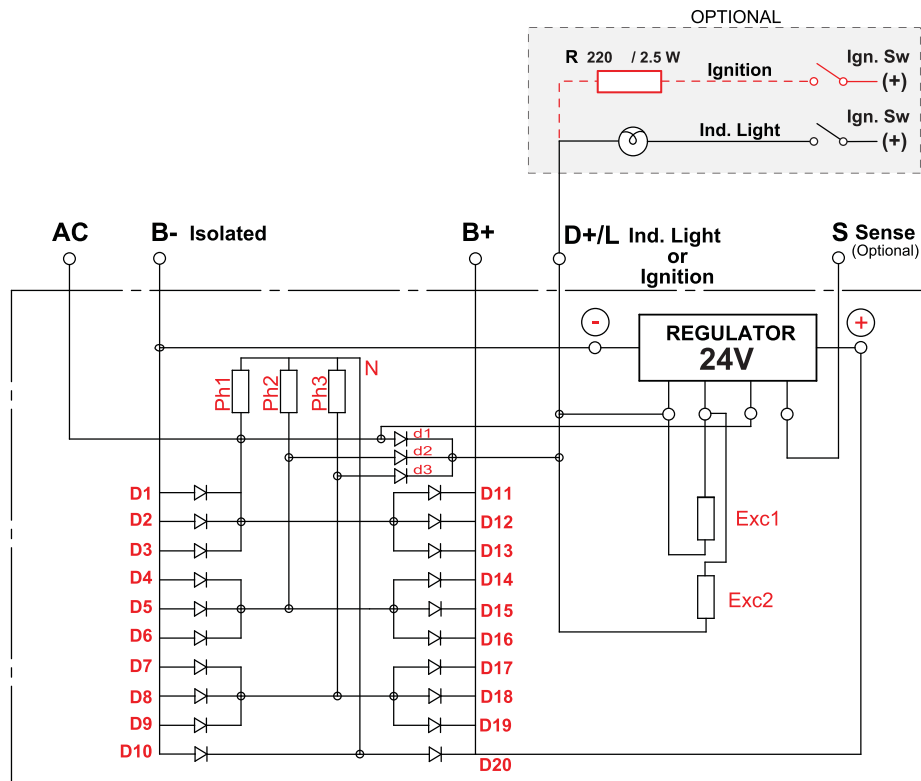 OPTIONAL
R 220 / 2.5 W
Ignition
Ign. Sw
(+)
Ind. Light
Ign. Sw
(+)
AC
B- Isolated
B+
D+/L Ind. Light
or
Ignition
S Sense
(Optional)
-
REGULATOR
24V
+
Ph1
Ph2
Ph3
N
d1
d2
d3
D1
D2
D3
D4
D5
D6
D7
D8
D9
D10
D11
D12
D13
D14
D15
D16
D17
D18
D19
D20
Exc1
Exc2